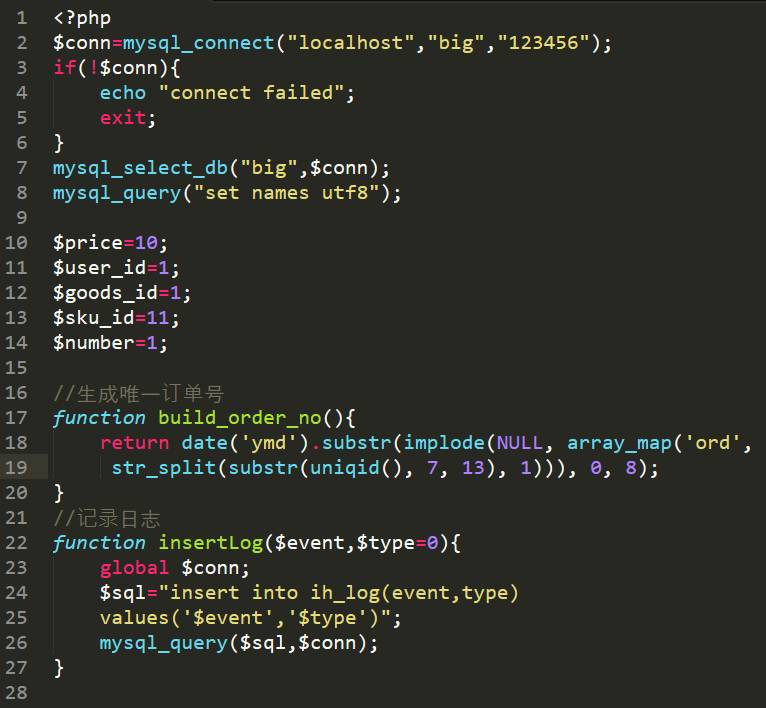 1 <?php
2 $conn=mysql_connect("localhost","big","123456");
3 if(!$conn){
4     echo "connect failed";
5     exit;
6 }
7 mysql_select_db("big",$conn);
8 mysql_query("set names utf8");
9
10 $price=10;
11 $user_id=1;
12 $goods_id=1;
13 $sku_id=11;
14 $number=1;
15
16 //生成唯一订单号
17 function build_order_no(){
18     return date('ymd').substr(implode(NULL, array_map('ord',
19      str_split(substr(uniqid(), 7, 13), 1))), 0, 8);
20 }
21 //记录日志
22 function insertLog($event,$type=0){
23     global $conn;
24     $sql="insert into ih_log(event,type)
25     values('$event','$type')";
26     mysql_query($sql,$conn);
27 }
28